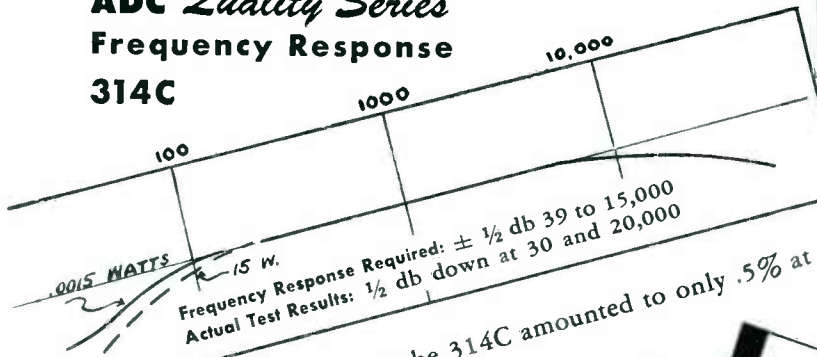 ADC Quality Series
Frequency Response
314C
100
1000
10,000
.0015 WATTS
15 W.
Frequency Response Required: ± ½ db 39 to 15,000
Actual Test Results: ½ db down at 30 and 20,000
314C amounted to only .5% at